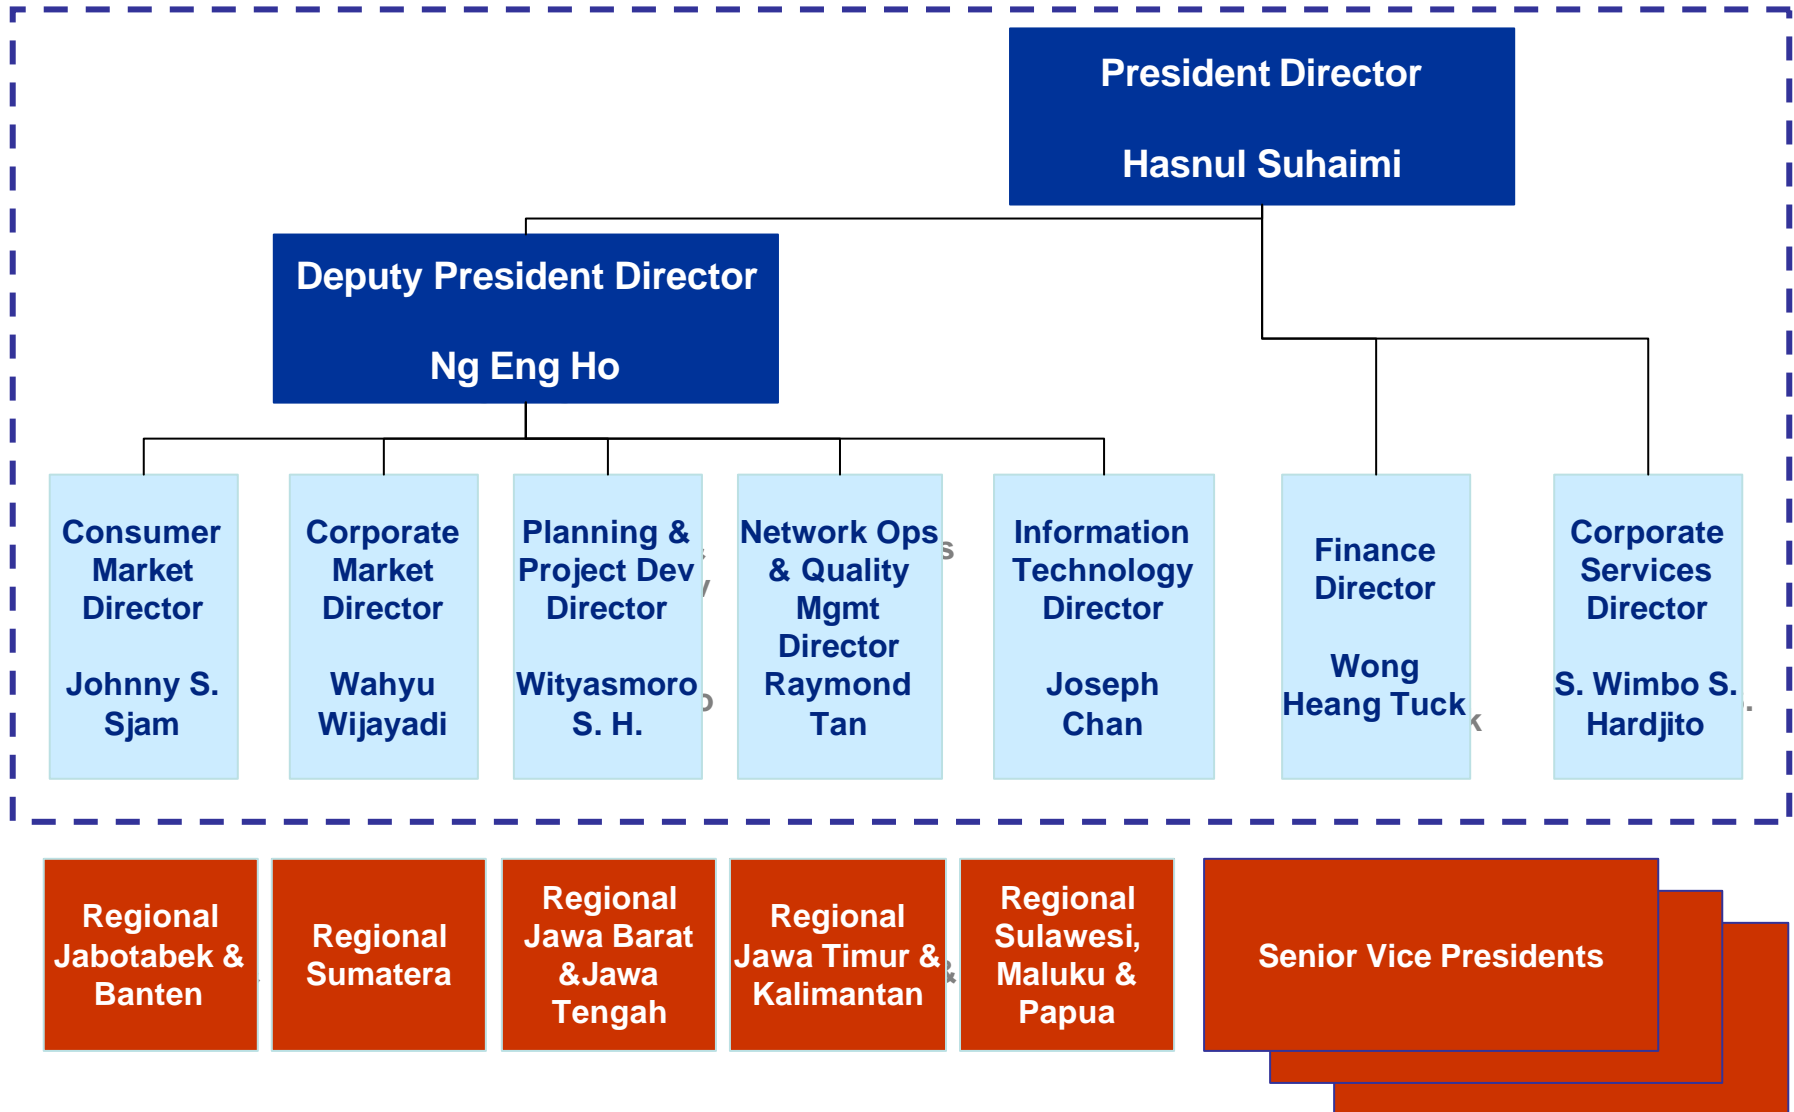 President Director
Hasnul Suhaimi
Deputy President Director
Ng Eng Ho
Consumer
Market
Director
Johnny S.
Sjam
Corporate
Market
Director
Wahyu
Wijayadi
Planning &
Project Dev
Director
Wityasmoro
S. H.
Network Ops
& Quality
Mgmt
Director
Raymond
Tan
Information
Technology
Director
Joseph
Chan
Finance
Director
Wong
Heang Tuck
Corporate
Services
Director
S. Wimbo S.
Hardjito
Regional
Jabotabek &
Banten
Regional
Sumatera
Regional
Jawa Barat
&Jawa
Tengah
Regional
Jawa Timur &
Kalimantan
Regional
Sulawesi,
Maluku &
Papua
Senior Vice Presidents